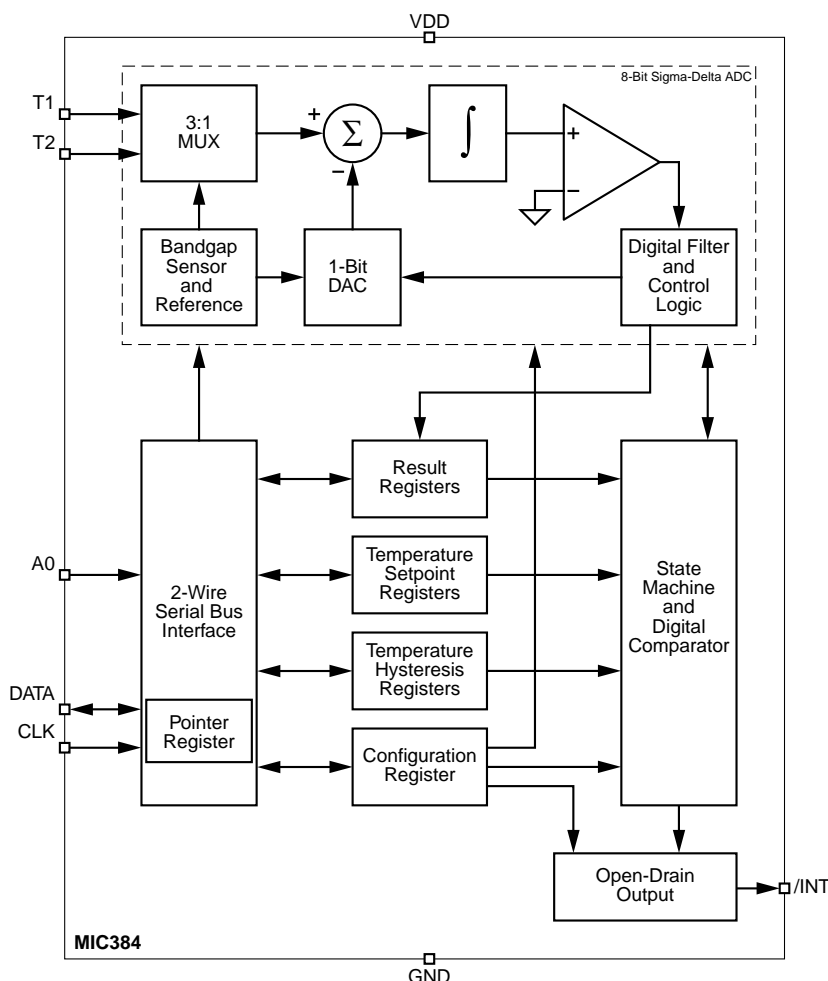 VDD
8-Bit Sigma-Delta ADC
T1
T2
3:1
MUX
+
Σ
−
∫
+
−
Bandgap
Sensor
and
Reference
1-Bit
DAC
Digital Filter
and
Control
Logic
A0
DATA
CLK
2-Wire
Serial Bus
Interface
Pointer
Register
Result
Registers
Temperature
Setpoint
Registers
Temperature
Hysteresis
Registers
Configuration
Register
State
Machine
and
Digital
Comparator
Open-Drain
Output
/INT
MIC384
GND